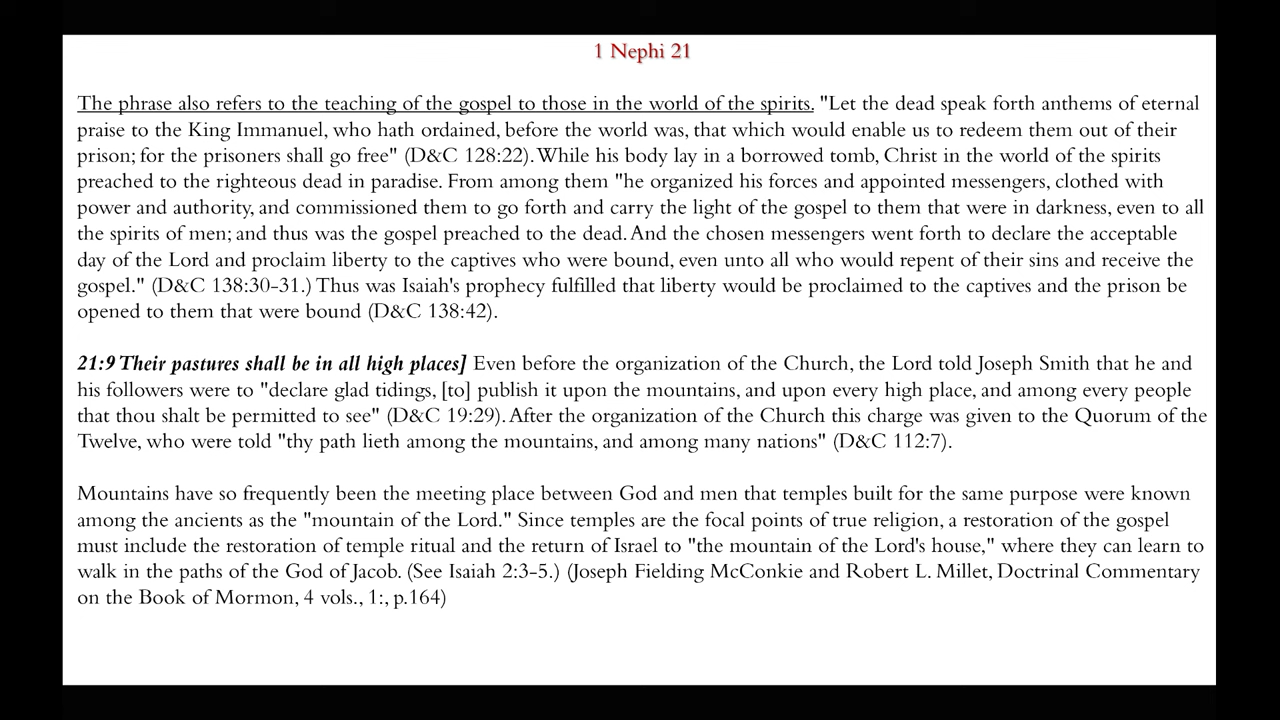 1 Nephi 21
The phrase also refers to the teaching of the gospel to those in the world of the spirits. "Let the dead speak forth anthems of eternal
praise to the King Immanuel, who hath ordained, before the world was, that which would enable us to redeem them out of their
prison; for the prisoners shall go free" (D&C 128:22). While his body lay in a borrowed tomb, Christ in the world of the spirits
preached to the righteous dead in paradise. From among them "he organized his forces and appointed messengers, clothed with
power and authority, and commissioned them to go forth and carry the light of the gospel to them that were in darkness, even to all
the spirits of men; and thus was the gospel preached to the dead. And the chosen messengers went forth to declare the acceptable
day of the Lord and proclaim liberty to the captives who were bound, even unto all who would repent of their sins and receive the
gospel." (D&C 138:30-31.) Thus was Isaiah's prophecy fulfilled that liberty would be proclaimed to the captives and the prison be
opened to them that were bound (D&C 138:42).
21:9 Their pastures shall be in all high places] Even before the organization of the Church, the Lord told Joseph Smith that he and
his followers were to "declare glad tidings, [to] publish it upon the mountains, and upon every high place, and among every people
that thou shalt be permitted to see" (D&C 19:29). After the organization of the Church this charge was given to the Quorum of the
Twelve, who were told "thy path lieth among the mountains, and among many nations" (D&C 112:7).
Mountains have so frequently been the meeting place between God and men that temples built for the same purpose were known
among the ancients as the "mountain of the Lord." Since temples are the focal points of true religion, a restoration of the gospel
must include the restoration of temple ritual and the return of Israel to "the mountain of the Lord's house," where they can learn to
walk in the paths of the God of Jacob. (See Isaiah 2:3-5.) (Joseph Fielding McConkie and Robert L. Millet, Doctrinal Commentary
on the Book of Mormon, 4 vols., 1:, p.164)